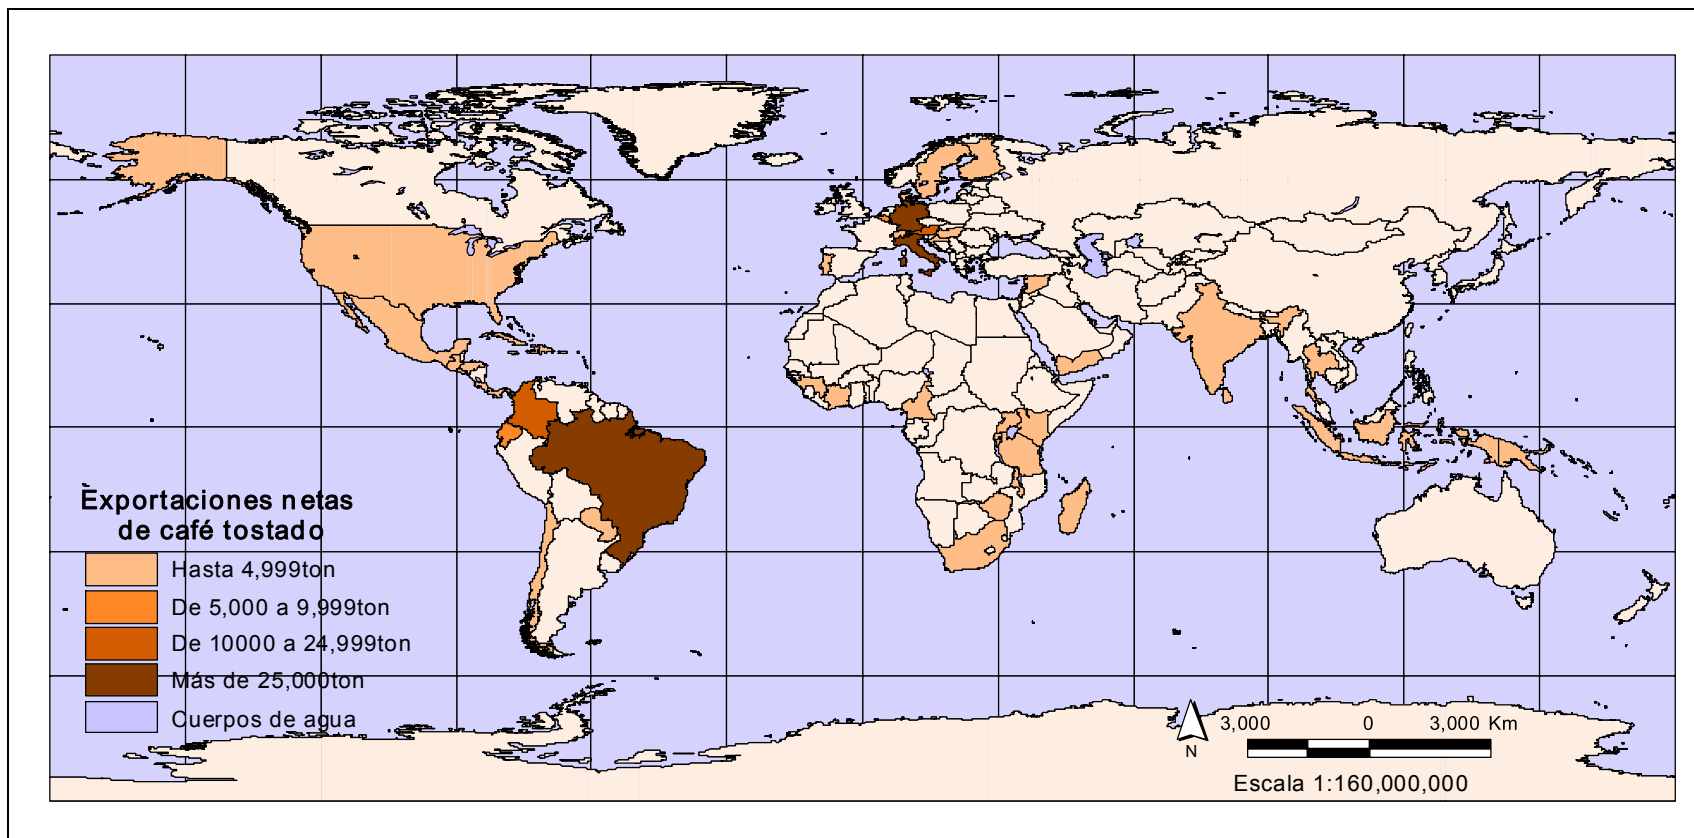 Exportaciones netas
de café tostado
Hasta 4,999ton
De 5,000 a 9,999ton
De 10000 a 24,999ton
Más de 25,000ton
Cuerpos de agua
N
3,000 0 3,000 Km
Escala 1:160,000,000